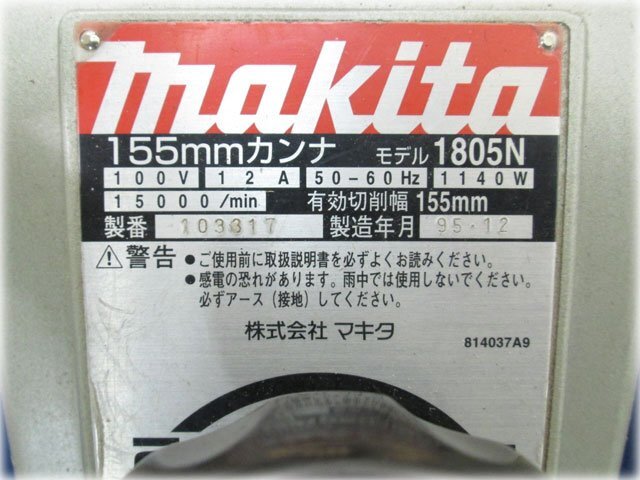 makita
155mmカンナ モデル 1805N
100V 12A 50-60Hz 1140W
15000/min 有効切削幅 155mm
製番 103317 製造年月 95.12
⚠警告 ●ご使用前に取扱説明書を必ずよくお読みください。
●感電の恐れがあります。雨中では使用しないでください。
必ずアース（接地）してください。
株式会社 マキタ
814037A9